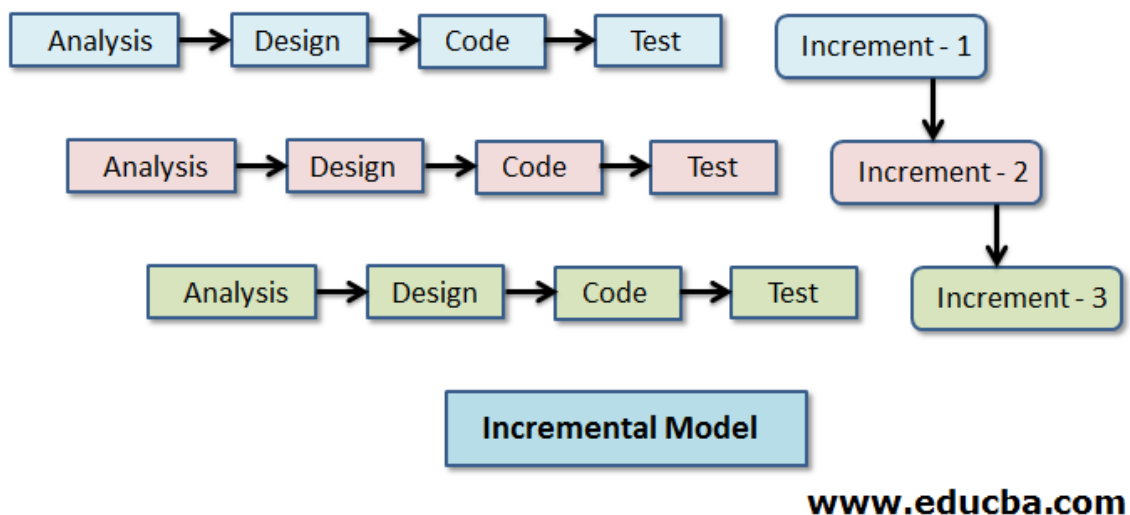 Analysis Design Code Test Increment - 1
Analysis Design Code Test Increment - 2
Analysis Design Code Test Increment - 3
Incremental Model
www.educba.com